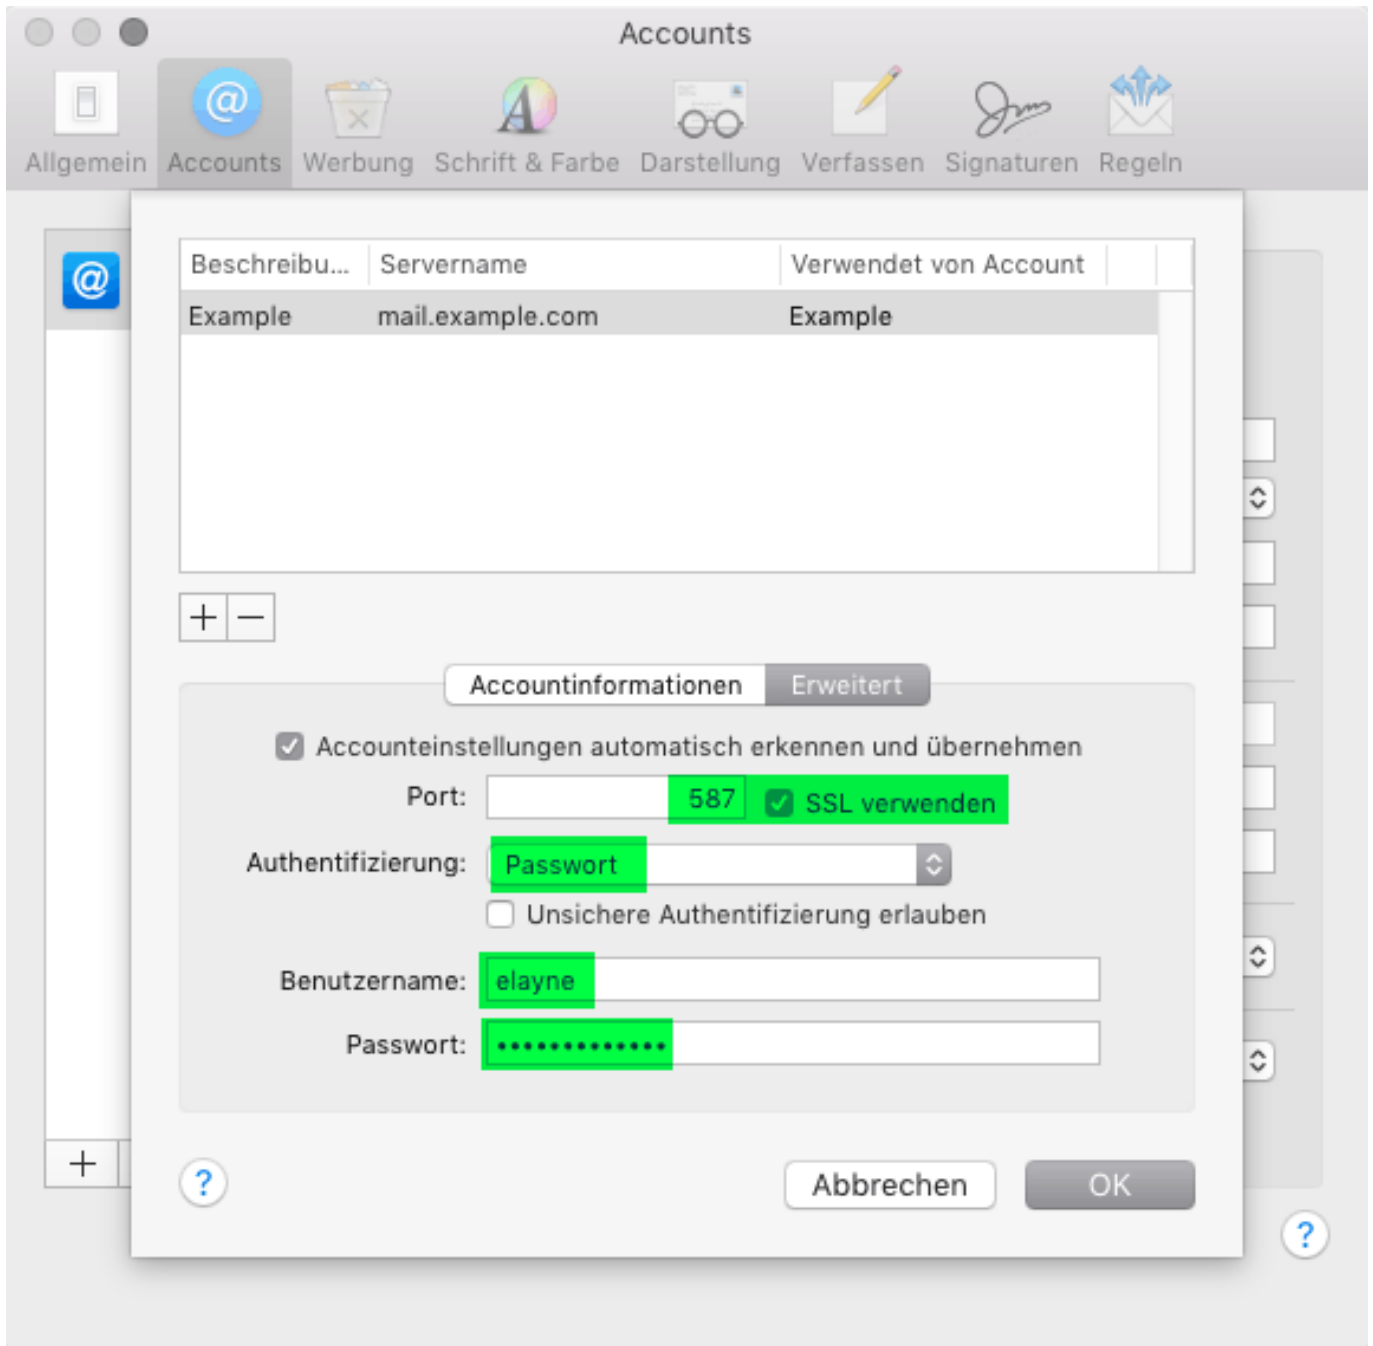 Accounts
Allgemein Accounts Werbung Schrift & Farbe Darstellung Verfassen Signaturen Regeln
Beschreibu... Servername Verwendet von Account
Example mail.example.com Example
Accountinformationen Erweitert
Accounteinstellungen automatisch erkennen und übernehmen
Port: 587 SSL verwenden
Authentifizierung: Passwort
Unsichere Authentifizierung erlauben
Benutzername: elayne
Passwort: •••••••••••••
? Abbrechen OK
?